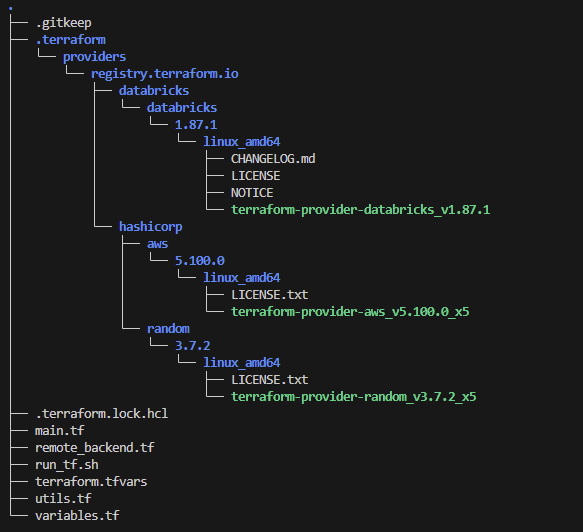 .
├── .gitkeep
├── .terraform
│   └── providers
│       └── registry.terraform.io
│           ├── databricks
│           │   └── databricks
│           │       └── 1.87.1
│           │           └── linux_amd64
│           │               ├── CHANGELOG.md
│           │               ├── LICENSE
│           │               ├── NOTICE
│           │               └── terraform-provider-databricks_v1.87.1
│           └── hashicorp
│               ├── aws
│               │   └── 5.100.0
│               │       └── linux_amd64
│               │           ├── LICENSE.txt
│               │           └── terraform-provider-aws_v5.100.0_x5
│               └── random
│                   └── 3.7.2
│                       └── linux_amd64
│                           ├── LICENSE.txt
│                           └── terraform-provider-random_v3.7.2_x5
├── .terraform.lock.hcl
├── main.tf
├── remote_backend.tf
├── run_tf.sh
├── terraform.tfvars
├── utils.tf
└── variables.tf